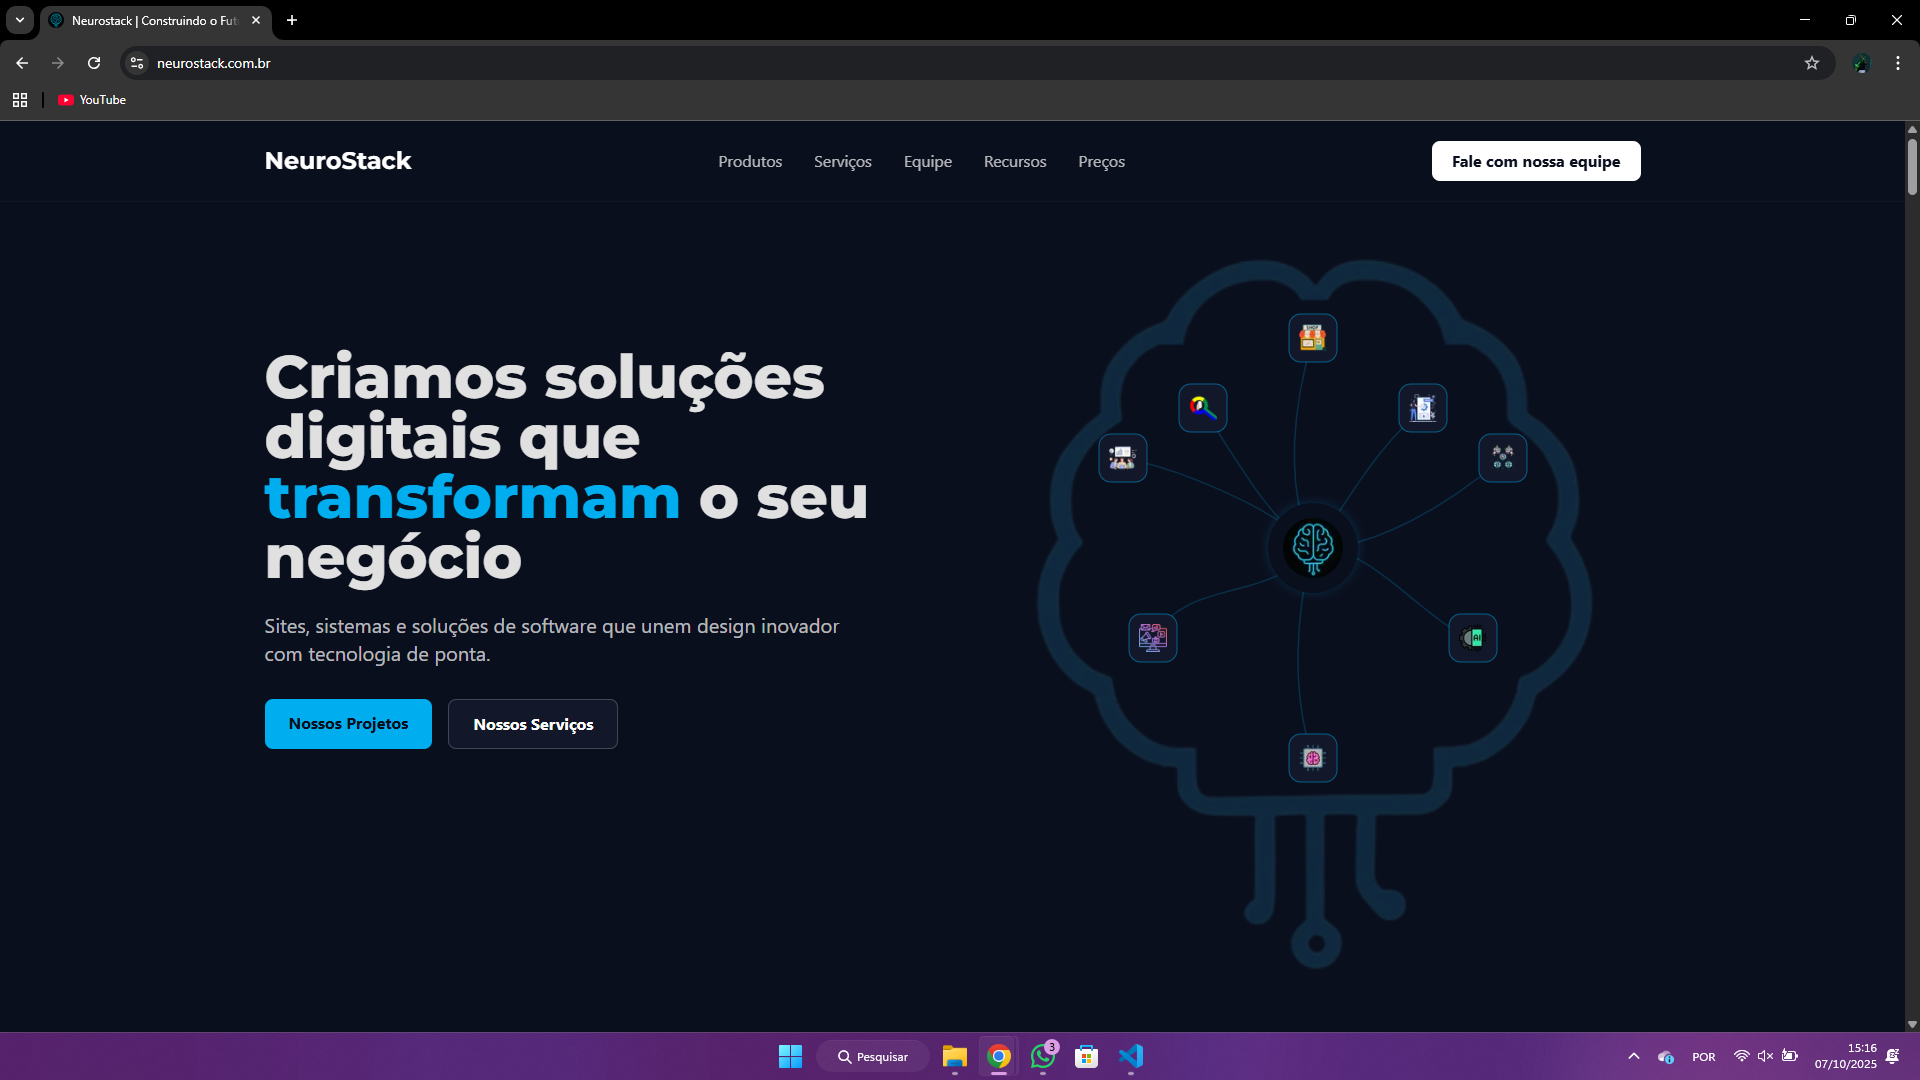 Neurostack | Construindo o Fut
neurostack.com.br
YouTube
NeuroStack
Produtos
Serviços
Equipe
Recursos
Preços
Fale com nossa equipe
Criamos soluções
digitais que
transformam o seu
negócio
Sites, sistemas e soluções de software que unem design inovador
com tecnologia de ponta.
Nossos Projetos
Nossos Serviços
SHOP
AI
Pesquisar
3
POR
15:16
07/10/2025